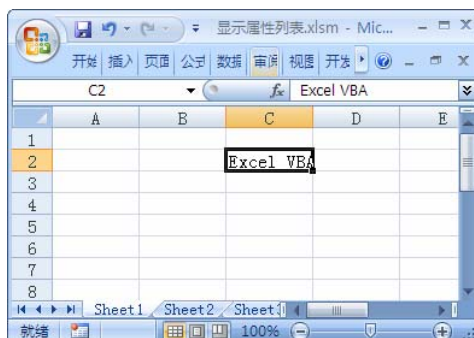 显示属性列表.xlsm - Mic...
开始 插入 页面 公式 数据 审阅 视图 开发
C2 fx Excel VBA
A B C D E
1
2 Excel VBA
3
4
5
6
7
8
Sheet1 Sheet2 Sheet3
就绪 100%